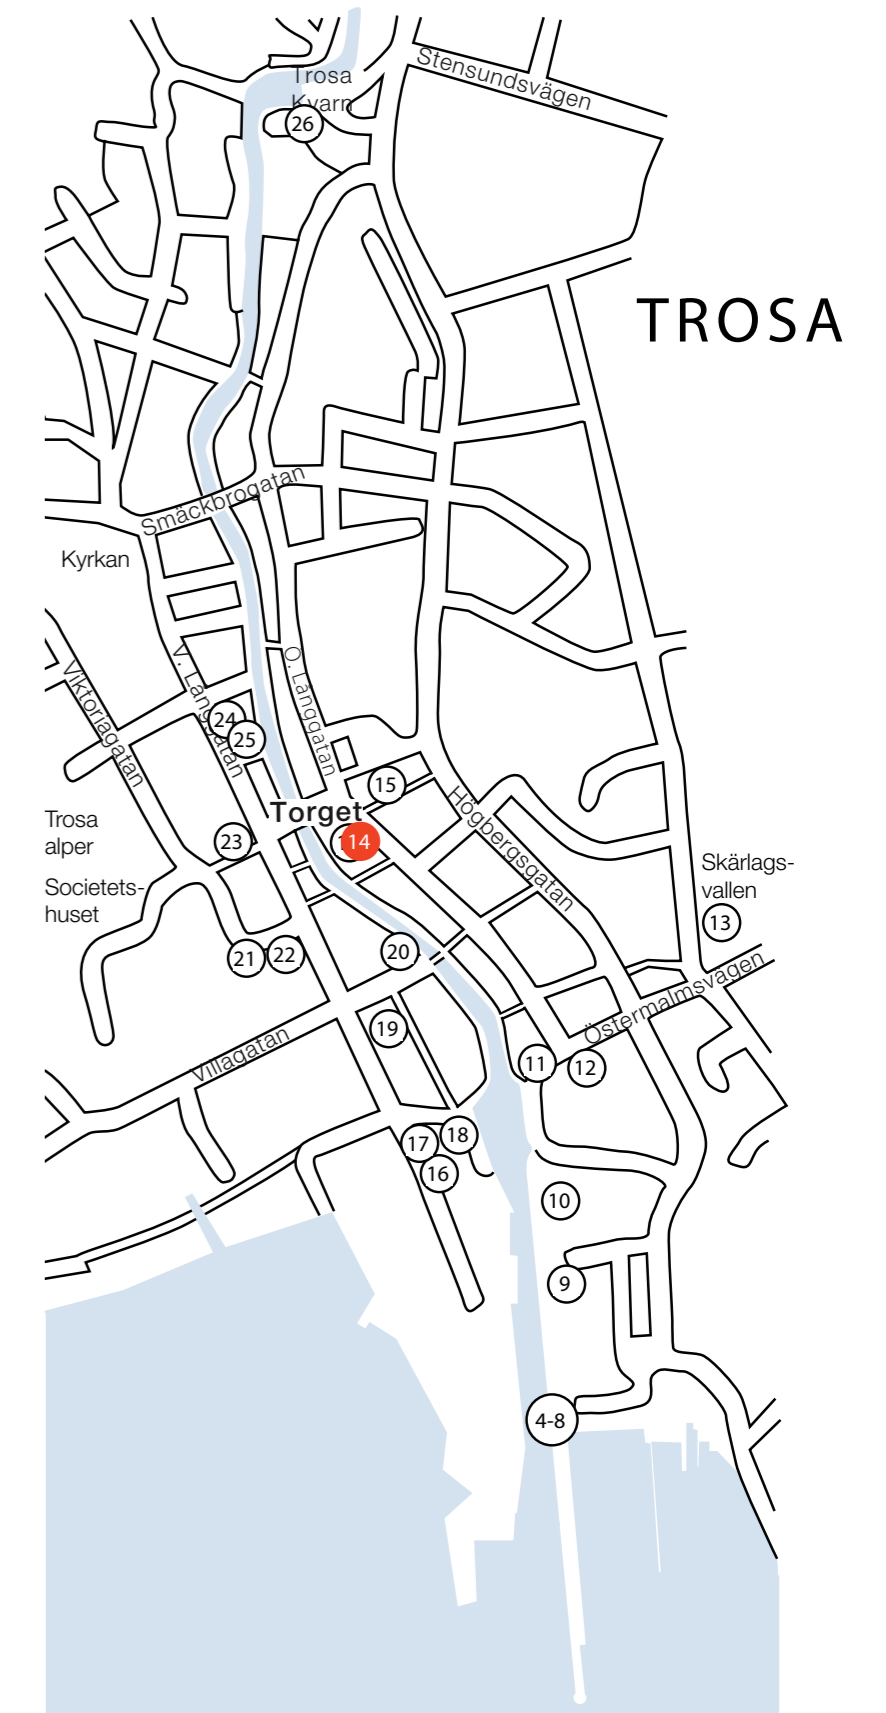 Stensundsvägen
Trosa
Kvarn
26
TROSA
Smäckbrogatan
Kyrkan
Viktoriagatan
V. Långgatan
Ö. Långgatan
24
25
15
Torget
14
Högbergsgatan
Trosa
alper
23
Societets-
huset
Skärlags-
vallen
13
21
22
20
Östermalmsvägen
19
Villagatan
11
12
17
18
16
10
9
4-8